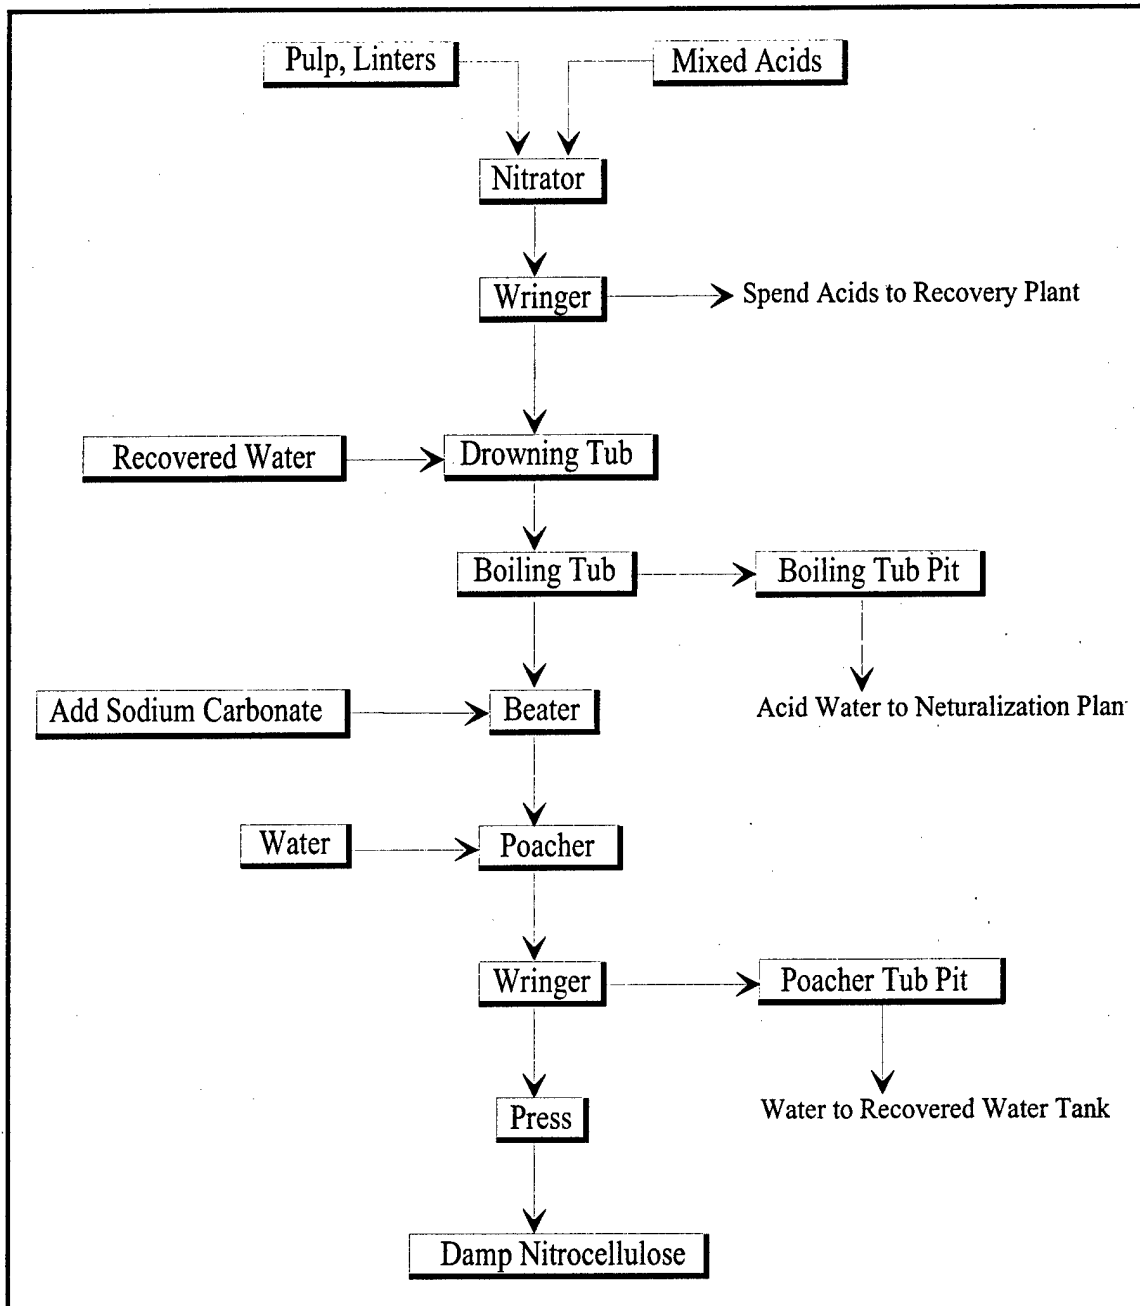 Pulp, Linters
Mixed Acids
Nitrator
Wringer
Spend Acids to Recovery Plant
Recovered Water
Drowning Tub
Boiling Tub
Boiling Tub Pit
Add Sodium Carbonate
Beater
Acid Water to Neturalization Plan
Water
Poacher
Wringer
Poacher Tub Pit
Press
Water to Recovered Water Tank
Damp Nitrocellulose